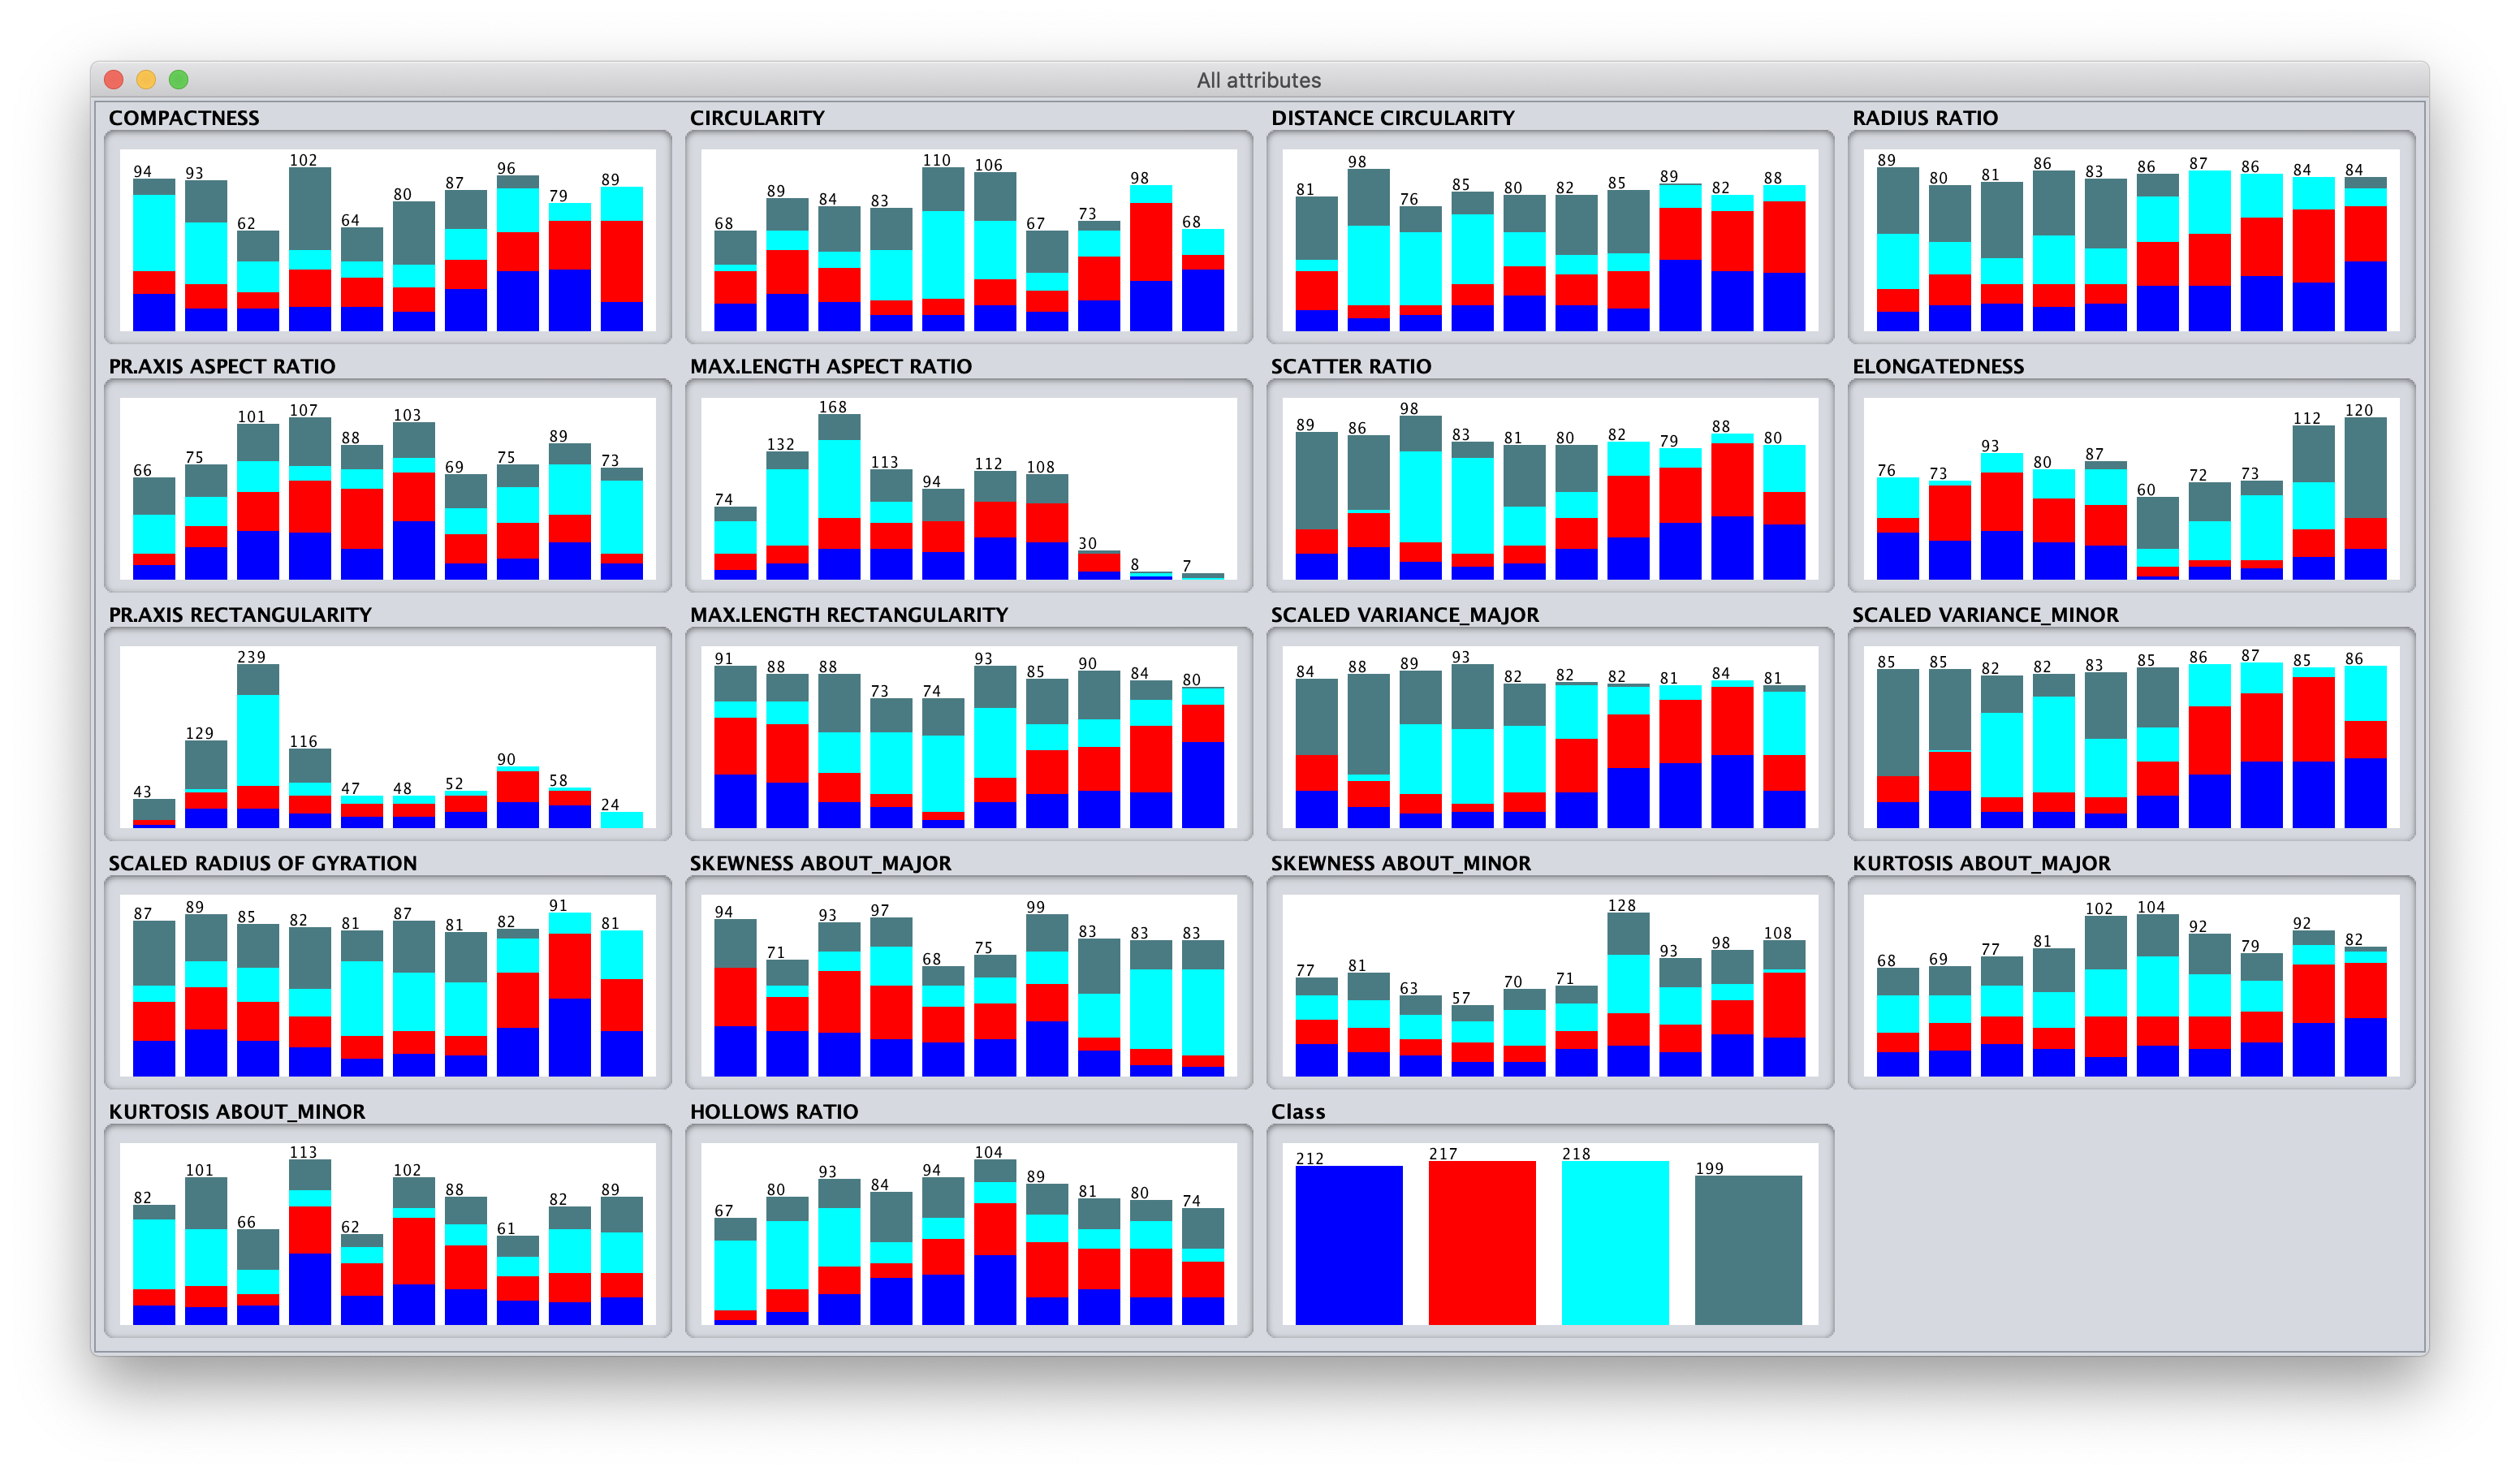 All attributes
COMPACTNESS
94 93 62 102 64 80 87 96 79 89
CIRCULARITY
68 89 84 83 110 106 67 73 98 68
DISTANCE CIRCULARITY
81 98 76 85 80 82 85 89 82 88
RADIUS RATIO
89 80 81 86 83 86 87 86 84 84
PR.AXIS ASPECT RATIO
66 75 101 107 88 103 69 75 89 73
MAX.LENGTH ASPECT RATIO
74 132 168 113 94 112 108 30 8 7
SCATTER RATIO
89 86 98 83 81 80 82 79 88 80
ELONGATEDNESS
76 73 93 80 87 60 72 73 112 120
PR.AXIS RECTANGULARITY
43 129 239 116 47 48 52 90 58 24
MAX.LENGTH RECTANGULARITY
91 88 88 73 74 93 85 90 84 80
SCALED VARIANCE_MAJOR
84 88 89 93 82 82 82 81 84 81
SCALED VARIANCE_MINOR
85 85 82 82 83 85 86 87 85 86
SCALED RADIUS OF GYRATION
87 89 85 82 81 87 81 82 91 81
SKEWNESS ABOUT_MAJOR
94 71 93 97 68 75 99 83 83 83
SKEWNESS ABOUT_MINOR
77 81 63 57 70 71 128 93 98 108
KURTOSIS ABOUT_MAJOR
68 69 77 81 102 104 92 79 92 82
KURTOSIS ABOUT_MINOR
82 101 66 113 62 102 88 61 82 89
HOLLOWS RATIO
67 80 93 84 94 104 89 81 80 74
Class
212 217 218 199